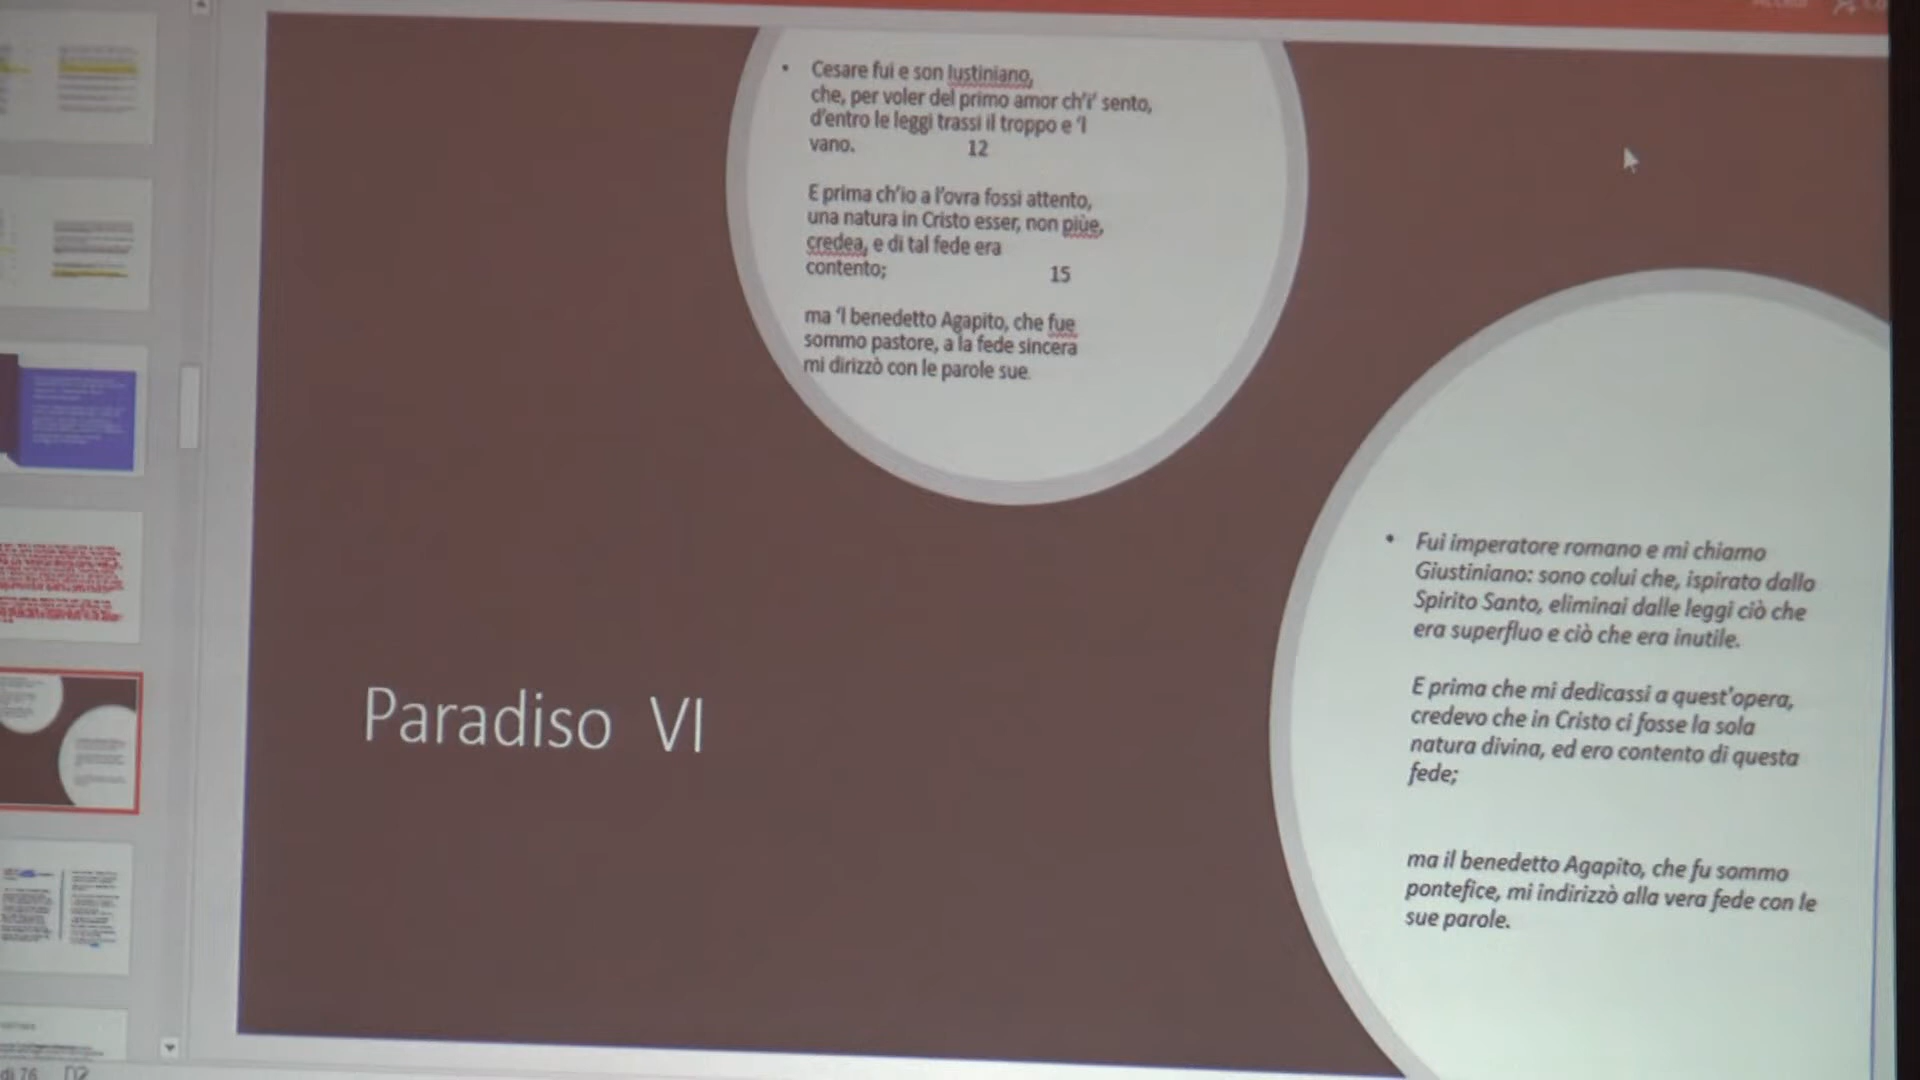 Cesare fui e son Iustiniano,
che, per voler del primo amor ch'i' sento,
d'entro le leggi trassi il troppo e 'l
vano. 12
E prima ch'io a l'ovra fossi attento,
una natura in Cristo esser, non piùe,
credea, e di tal fede era
contento; 15
ma 'l benedetto Agapito, che fue
sommo pastore, a la fede sincera
mi dirizzò con le parole sue.
Paradiso VI
Fui imperatore romano e mi chiamo
Giustiniano: sono colui che, ispirato dallo
Spirito Santo, eliminai dalle leggi ciò che
era superfluo e ciò che era inutile.
E prima che mi dedicassi a quest'opera,
credevo che in Cristo ci fosse la sola
natura divina, ed ero contento di questa
fede;
ma il benedetto Agapito, che fu sommo
pontefice, mi indirizzò alla vera fede con le
sue parole.
di 76